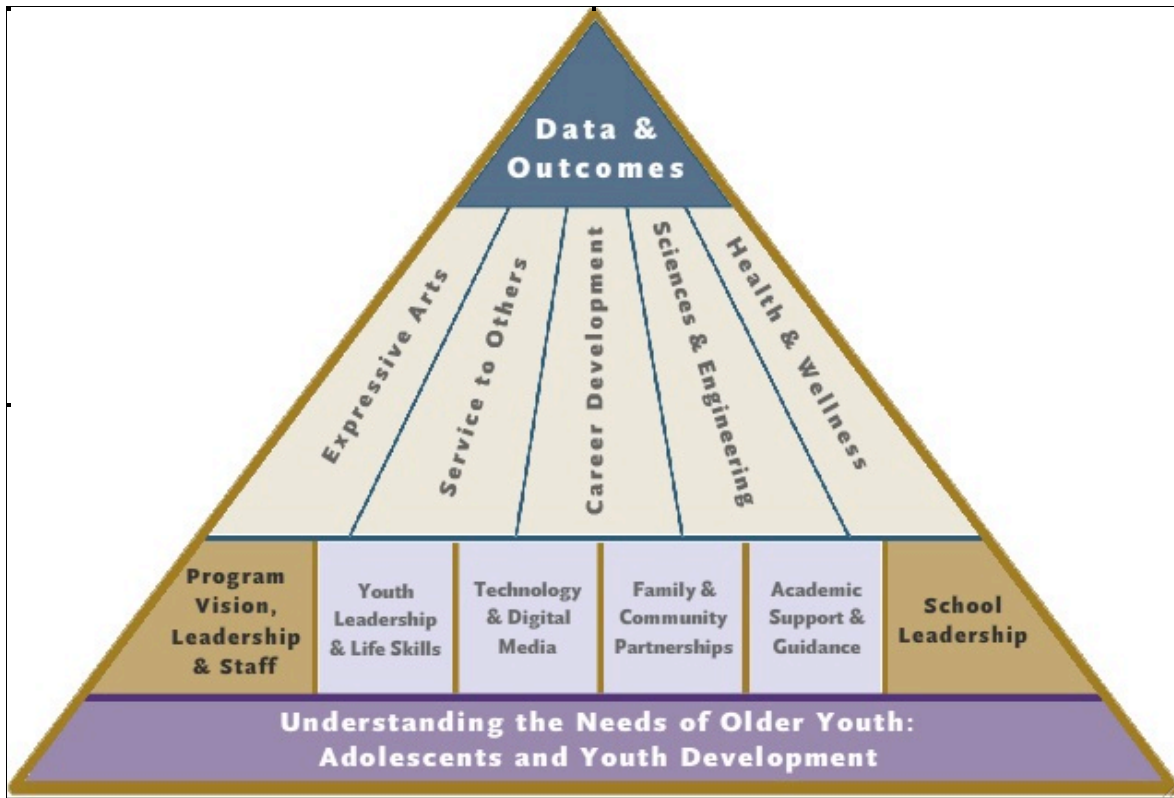 Data &
Outcomes
Expressive Arts
Service to Others
Career Development
Sciences & Engineering
Health & Wellness
Program
Vision,
Leadership
& Staff
Youth
Leadership
& Life Skills
Technology
& Digital
Media
Family &
Community
Partnerships
Academic
Support &
Guidance
School
Leadership
Understanding the Needs of Older Youth:
Adolescents and Youth Development